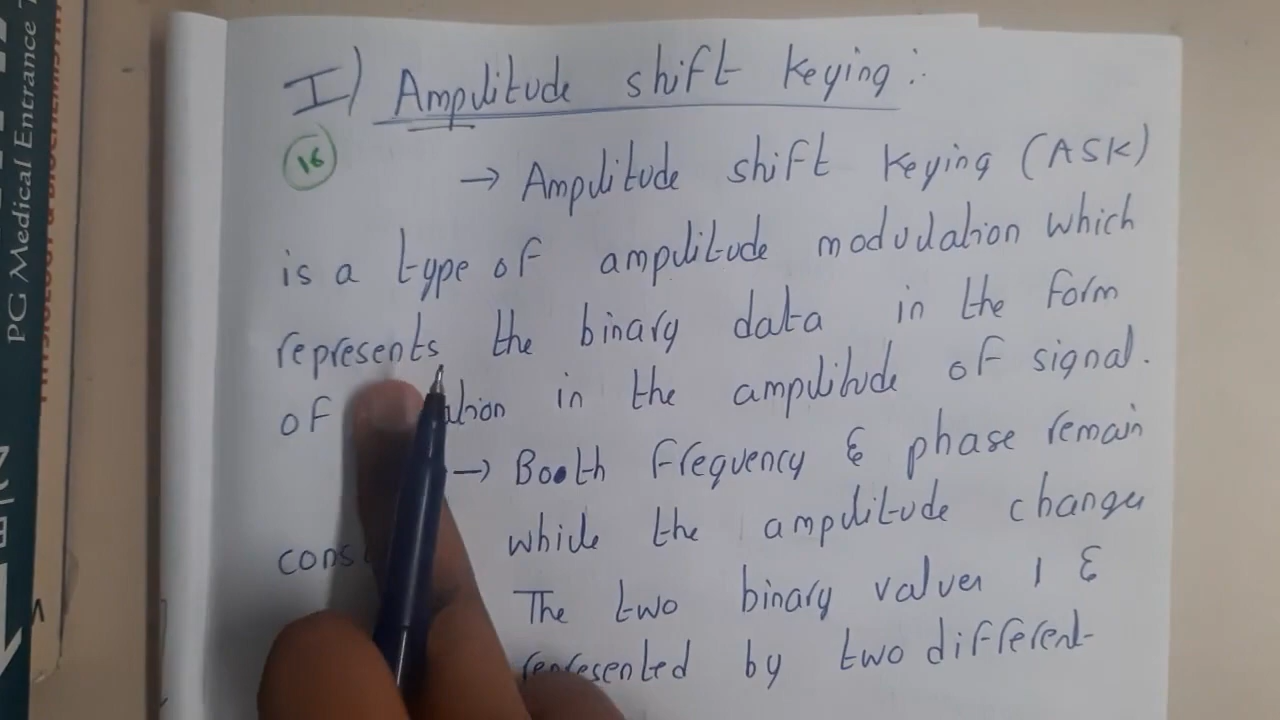 I) Amplitude shift keying :-
16
→ Amplitude shift keying (ASK)
is a type of amplitude modulation which
represents the binary data in the form
of in the amplitude of signal.
→ Booth frequency & phase remain
while the amplitude changes
The two binary values 1 &
represented by two different
PG Medical Entrance